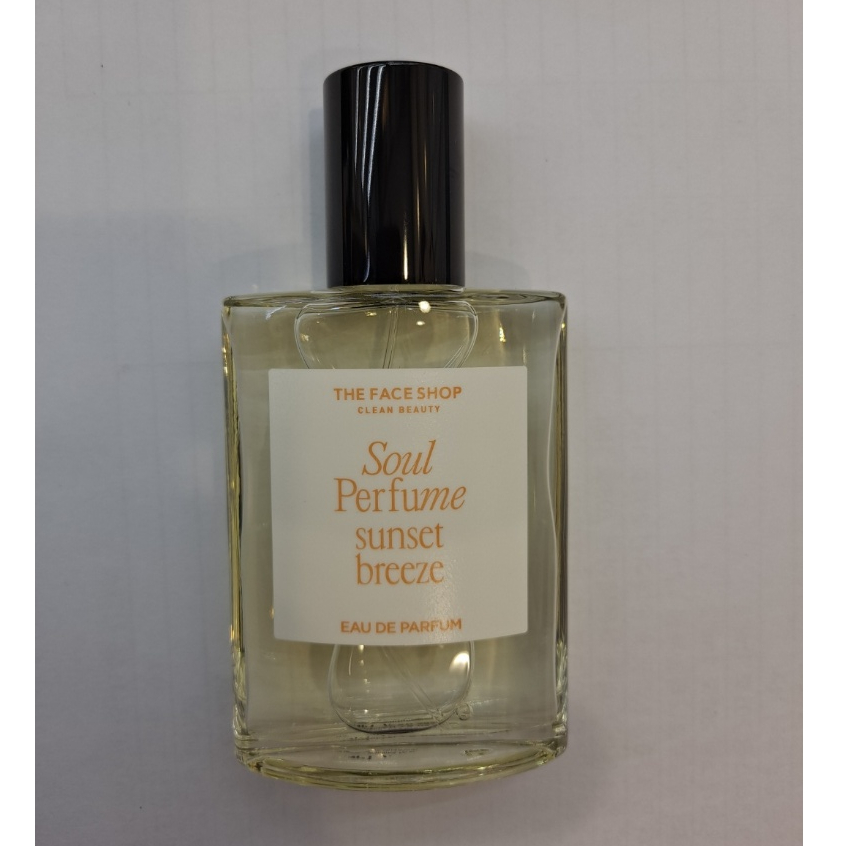 THE FACE SHOP
CLEAN BEAUTY
Soul
Perfume
sunset
breeze
EAU DE PARFUM